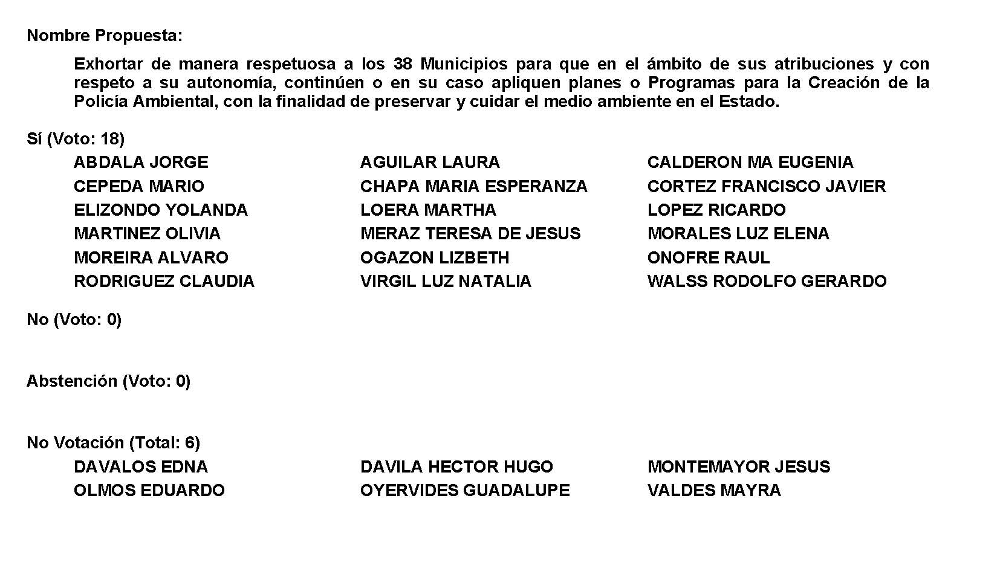 Nombre Propuesta:
Exhortar de manera respetuosa a los 38 Municipios para que en el ámbito de sus atribuciones y con
respeto a su autonomía, continúen o en su caso apliquen planes o Programas para la Creación de la
Policía Ambiental, con la finalidad de preservar y cuidar el medio ambiente en el Estado.
Sí (Voto: 18)
ABDALA JORGE AGUILAR LAURA CALDERON MA EUGENIA
CEPEDA MARIO CHAPA MARIA ESPERANZA CORTEZ FRANCISCO JAVIER
ELIZONDO YOLANDA LOERA MARTHA LOPEZ RICARDO
MARTINEZ OLIVIA MERAZ TERESA DE JESUS MORALES LUZ ELENA
MOREIRA ALVARO OGAZON LIZBETH ONOFRE RAUL
RODRIGUEZ CLAUDIA VIRGIL LUZ NATALIA WALSS RODOLFO GERARDO
No (Voto: 0)
Abstención (Voto: 0)
No Votación (Total: 6)
DAVALOS EDNA DAVILA HECTOR HUGO MONTEMAYOR JESUS
OLMOS EDUARDO OYERVIDES GUADALUPE VALDES MAYRA